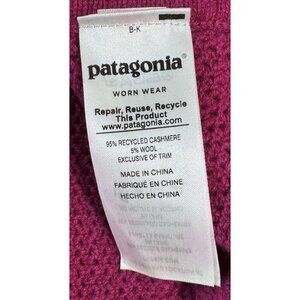 B-K
patagonia®
WORN WEAR
Repair, Reuse, Recycle
This Product
www.patagonia.com
95% RECYCLED CASHMERE
5% WOOL
EXCLUSIVE OF TRIM
MADE IN CHINA
FABRIQUÉ EN CHINE
HECHO EN CHINA